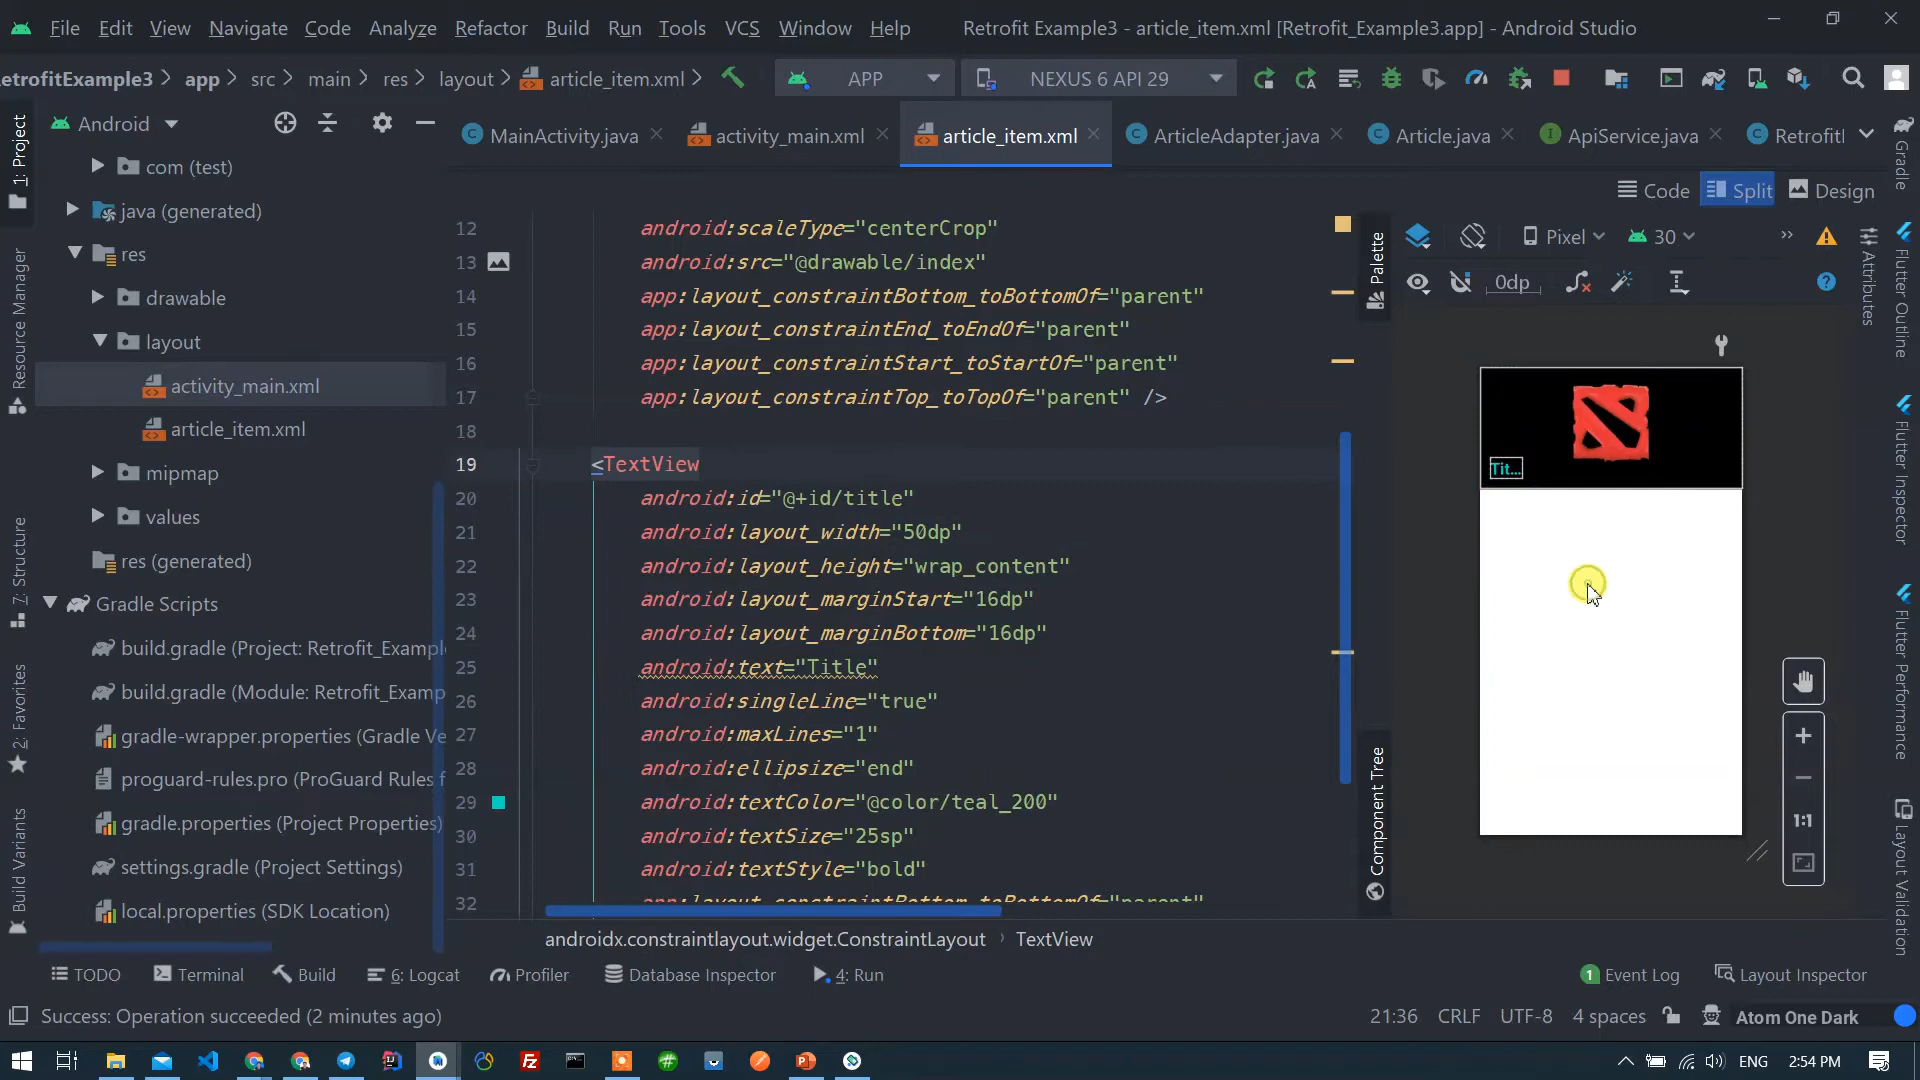 File Edit View Navigate Code Analyze Refactor Build Run Tools VCS Window Help Retrofit Example3 - article_item.xml [Retrofit_Example3.app] - Android Studio
etrofitExample3 app src main res layout article_item.xml APP NEXUS 6 API 29
Android
MainActivity.java activity_main.xml article_item.xml ArticleAdapter.java Article.java ApiService.java Retrofitl
Code Split Design
1: Project
Resource Manager
7: Structure
2: Favorites
Build Variants
com (test)
java (generated)
res
drawable
layout
activity_main.xml
article_item.xml
mipmap
values
res (generated)
Gradle Scripts
build.gradle (Project: Retrofit_Exampl
build.gradle (Module: Retrofit_Examp
gradle-wrapper.properties (Gradle Ve
proguard-rules.pro (ProGuard Rules f
gradle.properties (Project Properties)
settings.gradle (Project Settings)
local.properties (SDK Location)
12 android:scaleType="centerCrop"
13 android:src="@drawable/index"
14 app:layout_constraintBottom_toBottomOf="parent"
15 app:layout_constraintEnd_toEndOf="parent"
16 app:layout_constraintStart_toStartOf="parent"
17 app:layout_constraintTop_toTopOf="parent" />
18
19 <TextView
20 android:id="@+id/title"
21 android:layout_width="50dp"
22 android:layout_height="wrap_content"
23 android:layout_marginStart="16dp"
24 android:layout_marginBottom="16dp"
25 android:text="Title"
26 android:singleLine="true"
27 android:maxLines="1"
28 android:ellipsize="end"
29 android:textColor="@color/teal_200"
30 android:textSize="25sp"
31 android:textStyle="bold"
32 app:layout_constraintBottom_toBottomOf="parent"
androidx.constraintlayout.widget.ConstraintLayout › TextView
Palette
Component Tree
Pixel 30
0dp
Tit...
1:1
Attributes
Gradle
Flutter Outline
Flutter Inspector
Flutter Performance
Layout Validation
TODO Terminal Build 6: Logcat Profiler Database Inspector 4: Run 1 Event Log Layout Inspector
Success: Operation succeeded (2 minutes ago) 21:36 CRLF UTF-8 4 spaces Atom One Dark
ENG 2:54 PM